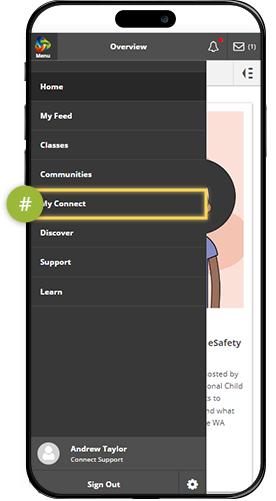 Menu
Overview
(1)
Home
My Feed
Classes
Communities
#
My Connect
Discover
Support
Learn
eSafety
osted by
onal Child
ts to
nd what
e WA
Andrew Taylor
Connect Support
Sign Out